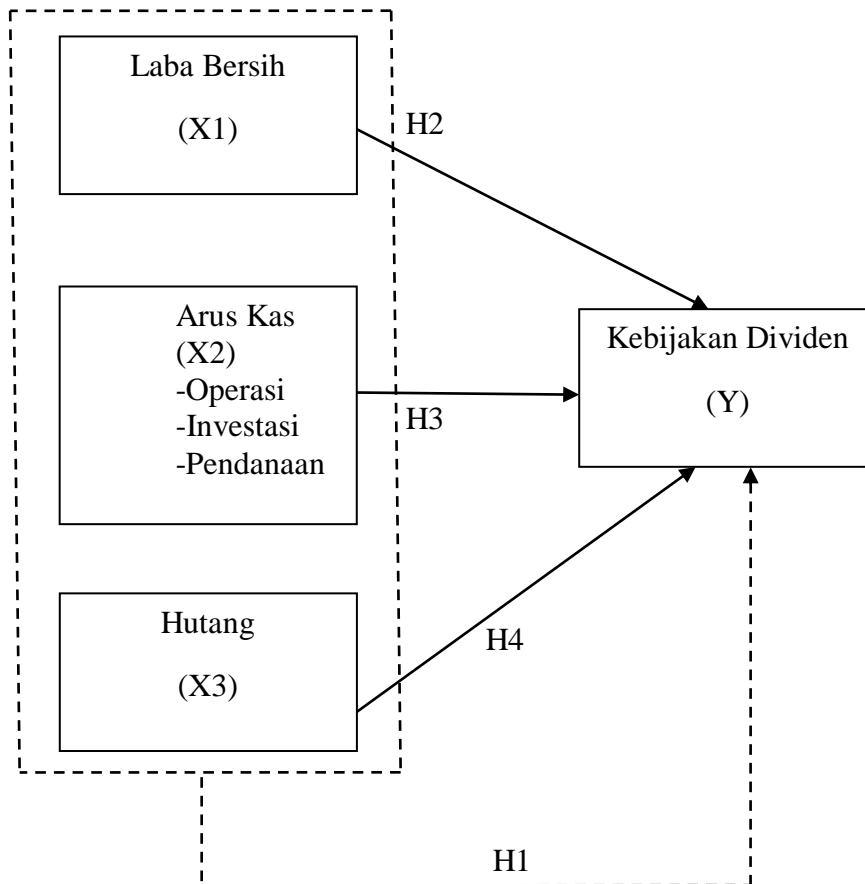 Laba Bersih
(X1)
H2
Arus Kas
(X2)
-Operasi
-Investasi
-Pendanaan
H3
Kebijakan Dividen
(Y)
Hutang
(X3)
H4
H1